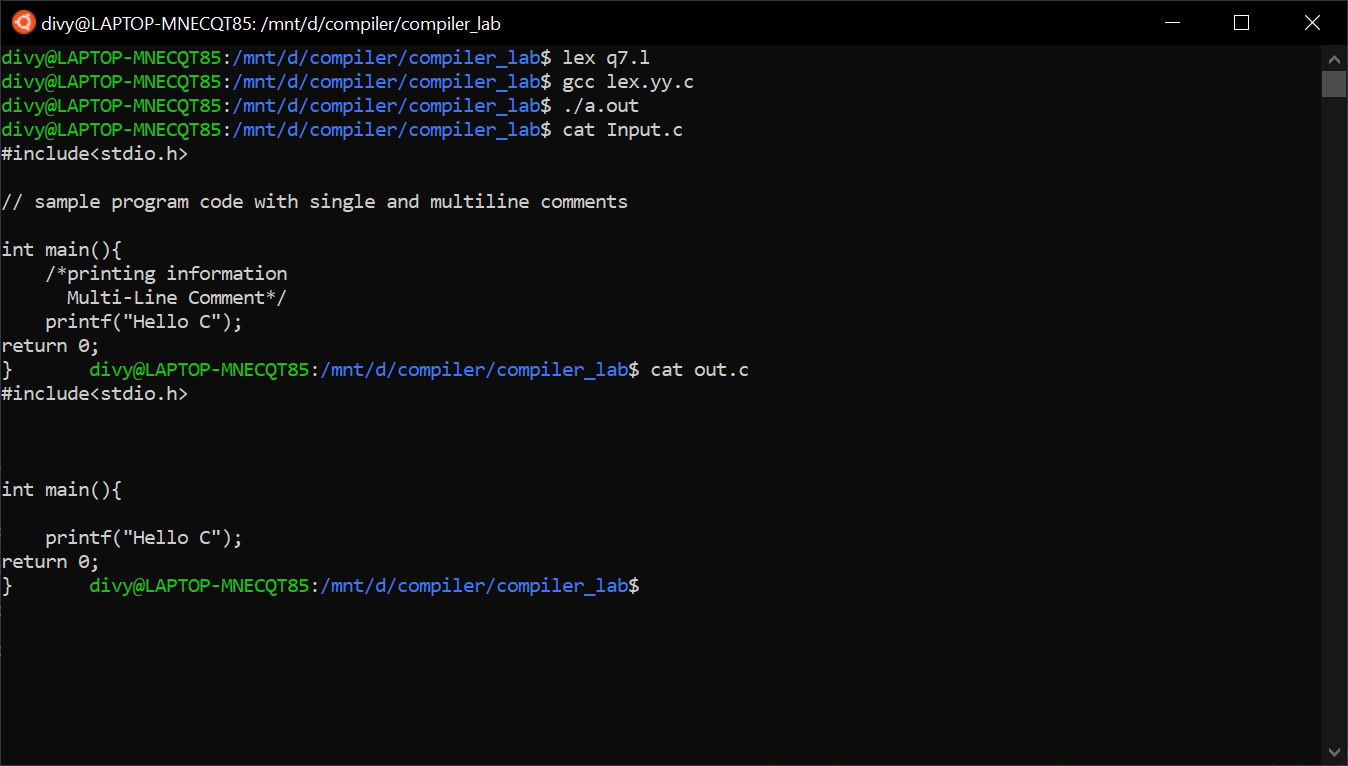 divy@LAPTOP-MNECQT85: /mnt/d/compiler/compiler_lab
divy@LAPTOP-MNECQT85:/mnt/d/compiler/compiler_lab$ lex q7.l
divy@LAPTOP-MNECQT85:/mnt/d/compiler/compiler_lab$ gcc lex.yy.c
divy@LAPTOP-MNECQT85:/mnt/d/compiler/compiler_lab$ ./a.out
divy@LAPTOP-MNECQT85:/mnt/d/compiler/compiler_lab$ cat Input.c
#include<stdio.h>

// sample program code with single and multiline comments

int main(){
    /*printing information
      Multi-Line Comment*/
    printf("Hello C");
return 0;
}       divy@LAPTOP-MNECQT85:/mnt/d/compiler/compiler_lab$ cat out.c
#include<stdio.h>



int main(){

    printf("Hello C");
return 0;
}       divy@LAPTOP-MNECQT85:/mnt/d/compiler/compiler_lab$